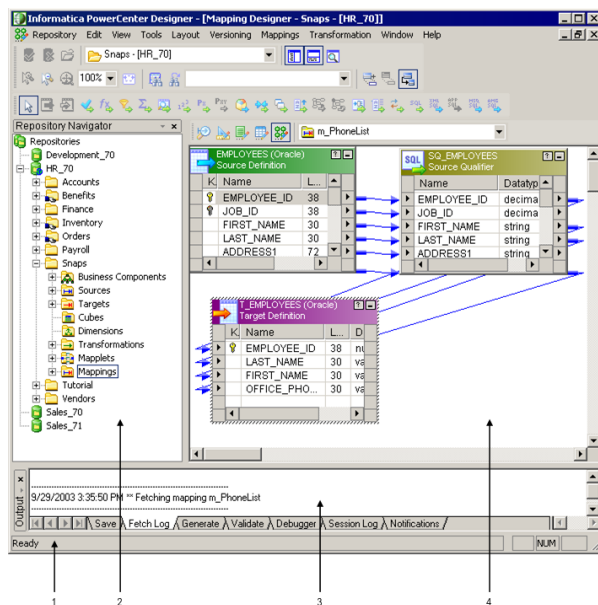 Informatica PowerCenter Designer - [Mapping Designer - Snaps - [HR_70]]
Repository Edit View Tools Layout Versioning Mappings Transformation Window Help
Snaps - [HR_70]
100%
Repository Navigator
m_PhoneList
Repositories
Development_70
HR_70
Accounts
Benefits
Finance
Inventory
Orders
Payroll
Snaps
Business Components
Sources
Targets
Cubes
Dimensions
Transformations
Mapplets
Mappings
Tutorial
Vendors
Sales_70
Sales_71
EMPLOYEES (Oracle)
Source Definition
K Name L...
EMPLOYEE_ID 38
JOB_ID 38
FIRST_NAME 30
LAST_NAME 30
ADDRESS1 72
SQL
SQ_EMPLOYEES
Source Qualifier
Name Datatyp
EMPLOYEE_ID decima
JOB_ID decima
FIRST_NAME string
LAST_NAME string
ADDRESS1 string
T_EMPLOYEES (Oracle)
Target Definition
K Name L... D
EMPLOYEE_ID 38 nu
LAST_NAME 30 va
FIRST_NAME 30 va
OFFICE_PHO... 30 va
Output
9/29/2003 3:35:50 PM ** Fetching mapping m_PhoneList
Save Fetch Log Generate Validate Debugger Session Log Notifications
Ready NUM
1 2 3 4